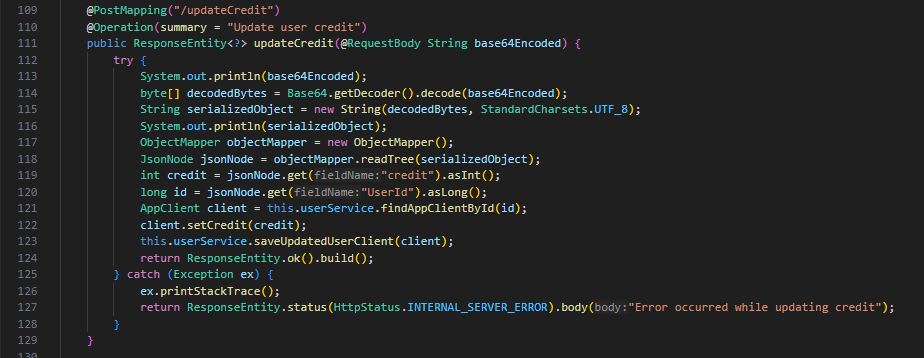 109 @PostMapping("/updateCredit")
110 @Operation(summary = "Update user credit")
111 public ResponseEntity<?> updateCredit(@RequestBody String base64Encoded) {
112 try {
113 System.out.println(base64Encoded);
114 byte[] decodedBytes = Base64.getDecoder().decode(base64Encoded);
115 String serializedObject = new String(decodedBytes, StandardCharsets.UTF_8);
116 System.out.println(serializedObject);
117 ObjectMapper objectMapper = new ObjectMapper();
118 JsonNode jsonNode = objectMapper.readTree(serializedObject);
119 int credit = jsonNode.get(fieldName:"credit").asInt();
120 long id = jsonNode.get(fieldName:"UserId").asLong();
121 AppClient client = this.userService.findAppClientById(id);
122 client.setCredit(credit);
123 this.userService.saveUpdatedUserClient(client);
124 return ResponseEntity.ok().build();
125 } catch (Exception ex) {
126 ex.printStackTrace();
127 return ResponseEntity.status(HttpStatus.INTERNAL_SERVER_ERROR).body(body:"Error occurred while updating credit");
128 }
129 }
130